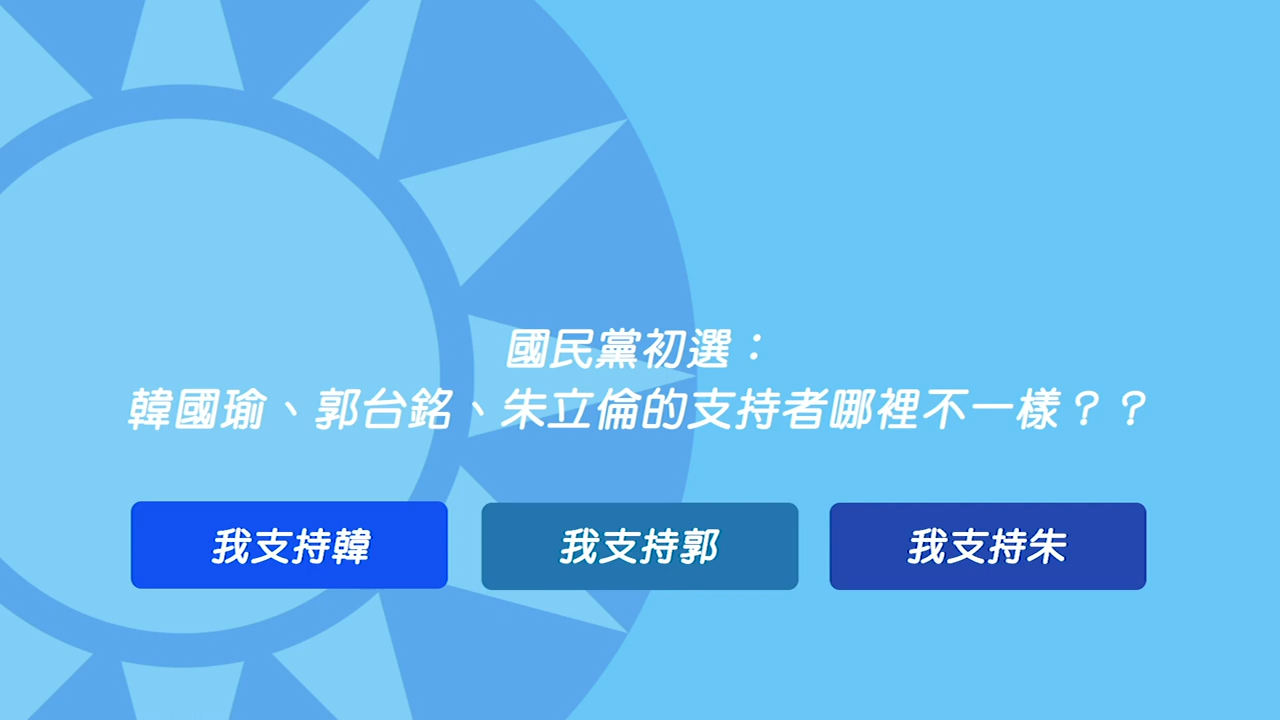 國民黨初選：
韓國瑜、郭台銘、朱立倫的支持者哪裡不一樣？？
我支持韓
我支持郭
我支持朱